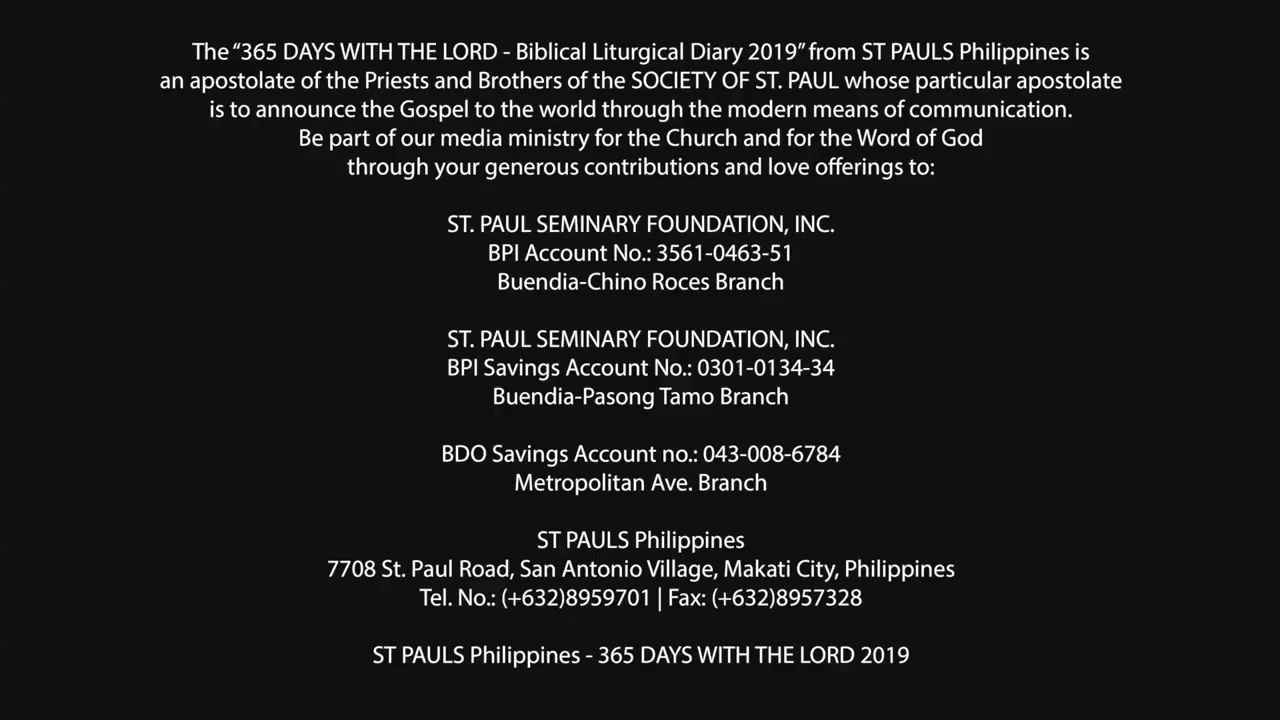 The “365 DAYS WITH THE LORD - Biblical Liturgical Diary 2019” from ST PAULS Philippines is
an apostolate of the Priests and Brothers of the SOCIETY OF ST. PAUL whose particular apostolate
is to announce the Gospel to the world through the modern means of communication.
Be part of our media ministry for the Church and for the Word of God
through your generous contributions and love offerings to:
ST. PAUL SEMINARY FOUNDATION, INC.
BPI Account No.: 3561-0463-51
Buendia-Chino Roces Branch
ST. PAUL SEMINARY FOUNDATION, INC.
BPI Savings Account No.: 0301-0134-34
Buendia-Pasong Tamo Branch
BDO Savings Account no.: 043-008-6784
Metropolitan Ave. Branch
ST PAULS Philippines
7708 St. Paul Road, San Antonio Village, Makati City, Philippines
Tel. No.: (+632)8959701 | Fax: (+632)8957328
ST PAULS Philippines - 365 DAYS WITH THE LORD 2019